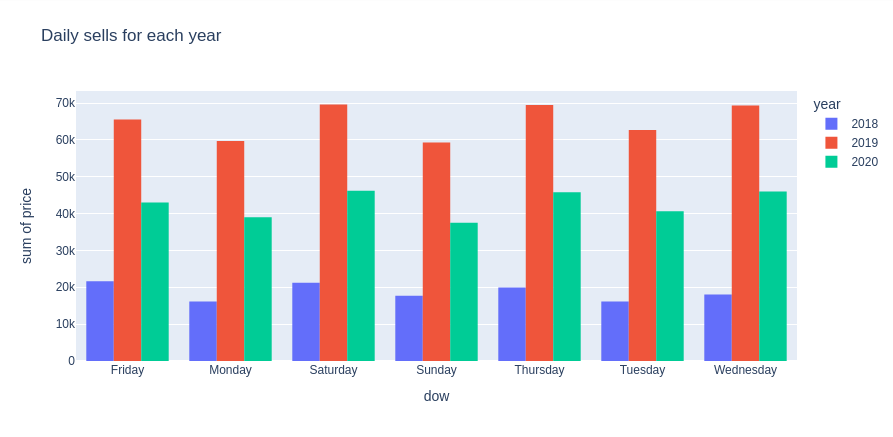 Daily sells for each year
70k
60k
50k
40k
30k
20k
10k
0
sum of price
Friday Monday Saturday Sunday Thursday Tuesday Wednesday
dow
year
2018
2019
2020